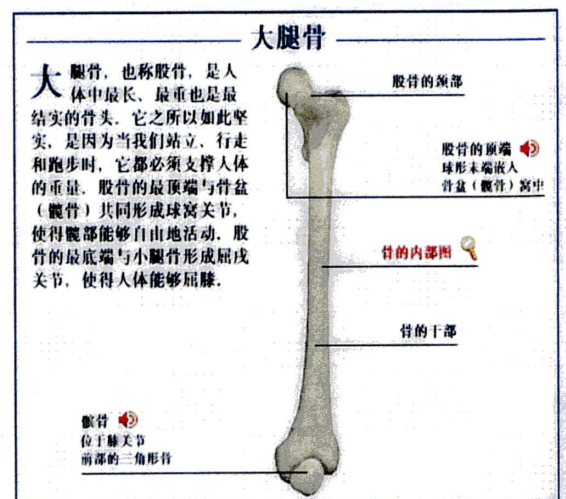 大腿骨
大 腿骨，也称股骨，是人
体中最长、最重也是最
结实的骨头。它之所以如此坚
实，是因为当我们站立、行走
和跑步时，它都必须支撑人体
的重量。股骨的最顶端与骨盆
（髋骨）共同形成球窝关节，
使得髋部能够自由地活动。股
骨的最底端与小腿骨形成屈戌
关节，使得人体能够屈膝。
股骨的颈部
股骨的顶端
球形末端嵌入
骨盆（髋骨）窝中
骨的内部图
骨的干部
髌骨
位于膝关节
前部的三角形骨